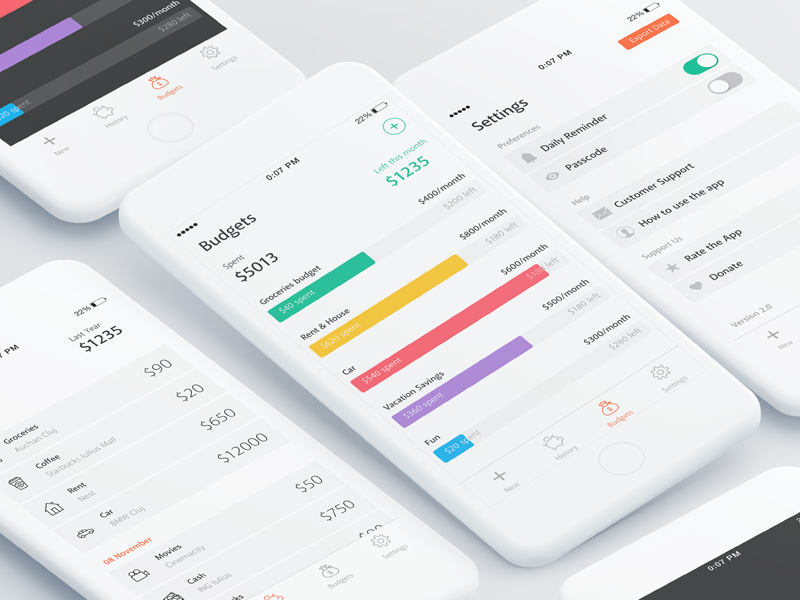 $300/month
$280 left
$20 spent
New
History
Budgets
Settings
22%
0:07 PM
Budgets
Left this month
$1235
Spent
$5013
$400/month
$200 left
Groceries budget
$40 spent
$800/month
$180 left
Rent & House
$620 spent
$600/month
left
Car
$540 spent
$500/month
$180 left
Vacation Savings
$360 spent
$300/month
$280 left
Fun
$20 spent
New
History
Budgets
Settings
22%
Export Data
0:07 PM
Settings
Preferences
Daily Reminder
Passcode
Help
Customer Support
How to use the app
Support Us
Rate the App
Donate
Version 2.0
New
22%
PM
Last Year
$1235
Groceries
Auchan Cluj
$90
Coffee
Starbucks Iulius Mall
$20
Rent
Nest
$650
Car
BMW Cluj
$12000
08 November
Movies
Cinemacity
$50
Cash
ING Iulius
$750
Budgets
Settings
0:07 PM